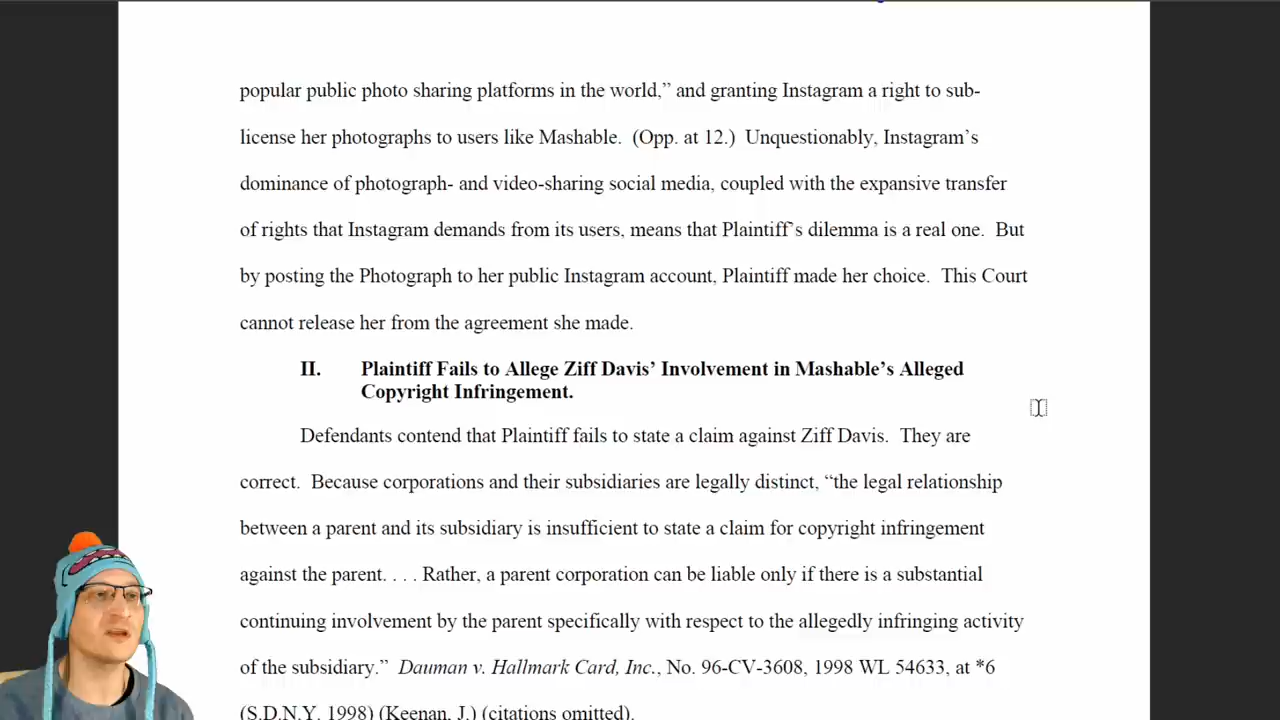 popular public photo sharing platforms in the world,” and granting Instagram a right to sub-
license her photographs to users like Mashable.  (Opp. at 12.)  Unquestionably, Instagram’s
dominance of photograph- and video-sharing social media, coupled with the expansive transfer
of rights that Instagram demands from its users, means that Plaintiff’s dilemma is a real one.  But
by posting the Photograph to her public Instagram account, Plaintiff made her choice.  This Court
cannot release her from the agreement she made.
II. Plaintiff Fails to Allege Ziff Davis’ Involvement in Mashable’s Alleged
Copyright Infringement.
Defendants contend that Plaintiff fails to state a claim against Ziff Davis.  They are
correct.  Because corporations and their subsidiaries are legally distinct, “the legal relationship
between a parent and its subsidiary is insufficient to state a claim for copyright infringement
against the parent. . . . Rather, a parent corporation can be liable only if there is a substantial
continuing involvement by the parent specifically with respect to the allegedly infringing activity
of the subsidiary.”  Dauman v. Hallmark Card, Inc., No. 96-CV-3608, 1998 WL 54633, at *6
(S.D.N.Y. 1998) (Keenan, J.) (citations omitted).